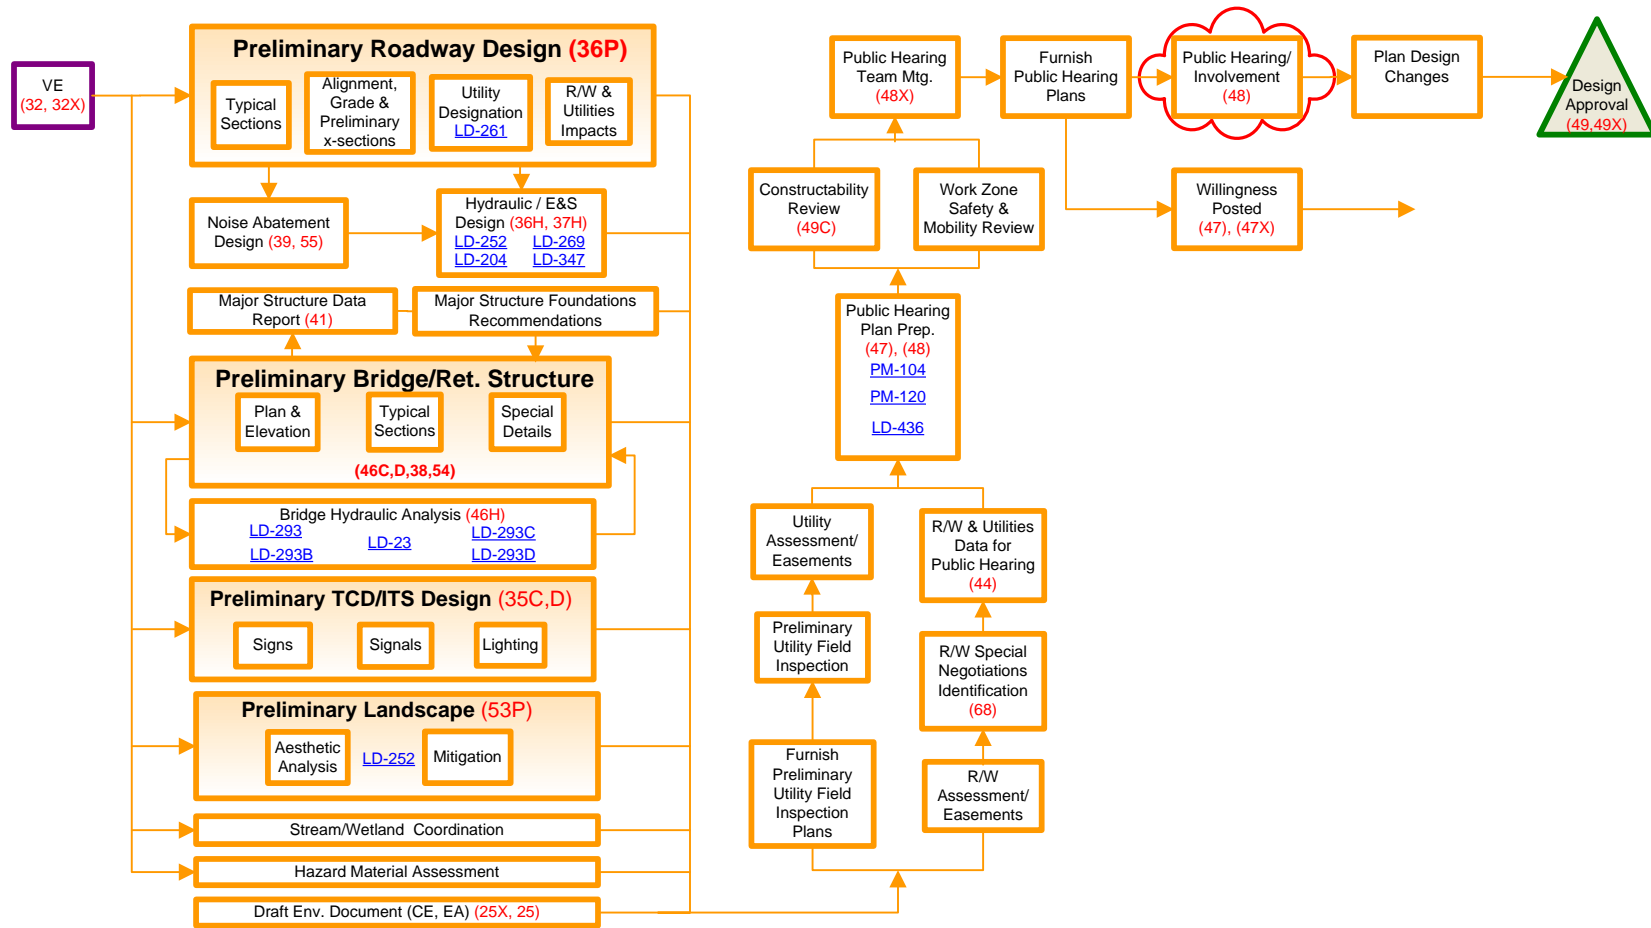 VE
(32, 32X)
Preliminary Roadway Design (36P)
Typical
Sections
Alignment,
Grade &
Preliminary
x-sections
Utility
Designation
LD-261
R/W &
Utilities
Impacts
Noise Abatement
Design (39, 55)
Hydraulic / E&S
Design (36H, 37H)
LD-252 LD-269
LD-204 LD-347
Major Structure Data
Report (41)
Major Structure Foundations
Recommendations
Preliminary Bridge/Ret. Structure
Plan &
Elevation
Typical
Sections
Special
Details
(46C,D,38,54)
Bridge Hydraulic Analysis (46H)
LD-293 LD-23 LD-293C
LD-293B LD-293D
Preliminary TCD/ITS Design (35C,D)
Signs
Signals
Lighting
Preliminary Landscape (53P)
Aesthetic
Analysis
LD-252
Mitigation
Stream/Wetland Coordination
Hazard Material Assessment
Draft Env. Document (CE, EA) (25X, 25)
Public Hearing
Team Mtg.
(48X)
Furnish
Public Hearing
Plans
Public Hearing/
Involvement
(48)
Plan Design
Changes
Design
Approval
(49,49X)
Constructability
Review
(49C)
Work Zone
Safety &
Mobility Review
Willingness
Posted
(47), (47X)
Public Hearing
Plan Prep.
(47), (48)
PM-104
PM-120
LD-436
Utility
Assessment/
Easements
R/W & Utilities
Data for
Public Hearing
(44)
Preliminary
Utility Field
Inspection
R/W Special
Negotiations
Identification
(68)
Furnish
Preliminary
Utility Field
Inspection
Plans
R/W
Assessment/
Easements